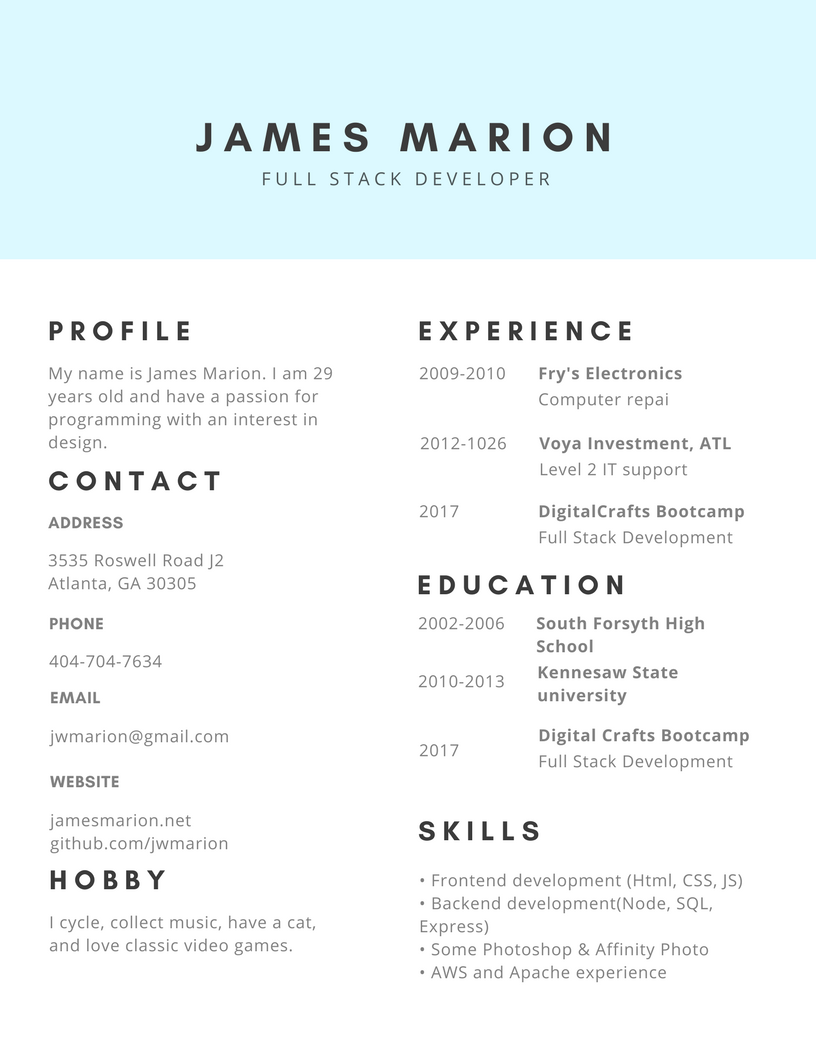 JAMES MARION
FULL STACK DEVELOPER
PROFILE
My name is James Marion. I am 29
years old and have a passion for
programming with an interest in
design.
CONTACT
ADDRESS
3535 Roswell Road J2
Atlanta, GA 30305
PHONE
404-704-7634
EMAIL
jwmarion@gmail.com
WEBSITE
jamesmarion.net
github.com/jwmarion
HOBBY
I cycle, collect music, have a cat,
and love classic video games.
EXPERIENCE
2009-2010 Fry's Electronics
Computer repai
2012-1026 Voya Investment, ATL
Level 2 IT support
2017 DigitalCrafts Bootcamp
Full Stack Development
EDUCATION
2002-2006 South Forsyth High
School
2010-2013 Kennesaw State
university
2017 Digital Crafts Bootcamp
Full Stack Development
SKILLS
• Frontend development (Html, CSS, JS)
• Backend development(Node, SQL,
Express)
• Some Photoshop & Affinity Photo
• AWS and Apache experience